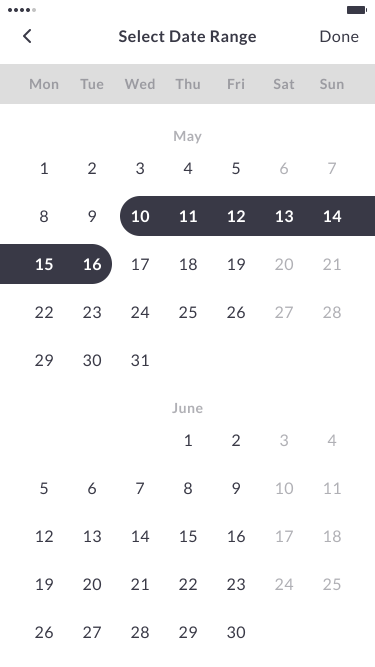 Select Date Range Done
Mon Tue Wed Thu Fri Sat Sun
May
1 2 3 4 5 6 7
8 9 10 11 12 13 14
15 16 17 18 19 20 21
22 23 24 25 26 27 28
29 30 31
June
1 2 3 4
5 6 7 8 9 10 11
12 13 14 15 16 17 18
19 20 21 22 23 24 25
26 27 28 29 30